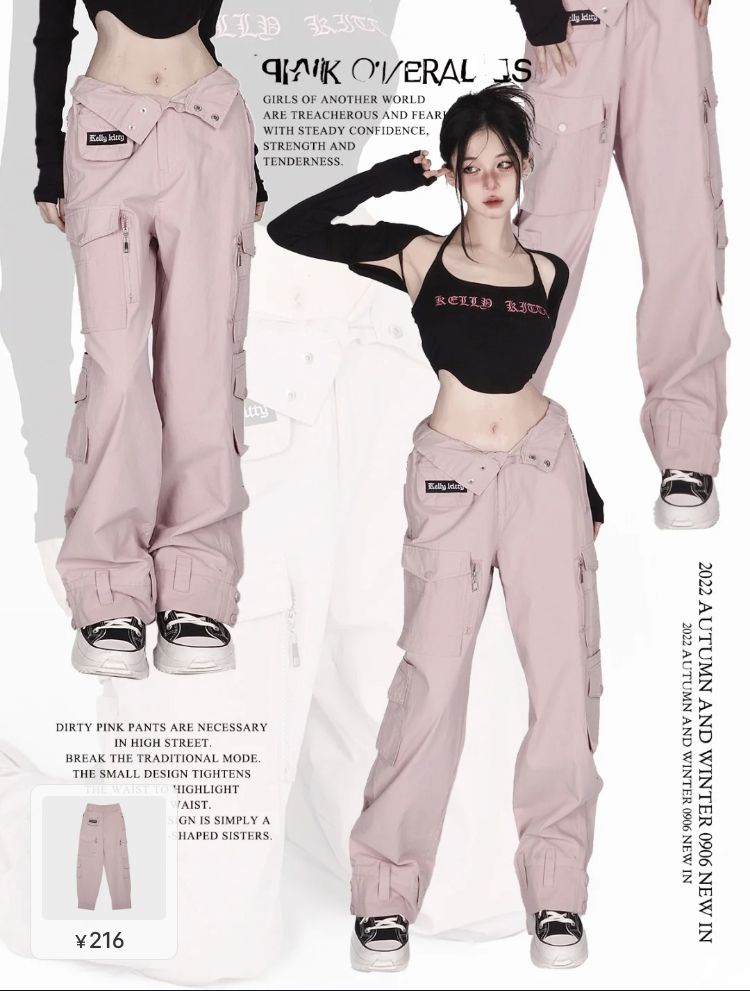 PINK OVERALLS
GIRLS OF ANOTHER WORLD
ARE TREACHEROUS AND
WITH STEADY CONFIDENCE,
STRENGTH AND
TENDERNESS.
Kelly kitty
kelly kitty
KELLY KITTY
Kelly kitty
2022 AUTUMN AND WINTER 0906 NEW IN
2022 AUTUMN AND WINTER 0906 NEW IN
DIRTY PINK PANTS ARE NECESSARY
IN HIGH STREET.
BREAK THE TRADITIONAL MODE.
THE SMALL DESIGN TIGHTENS
THE WAIST TO HIGHLIGHT
WAIST.
SIGN IS SIMPLY A
-SHAPED SISTERS.
¥216